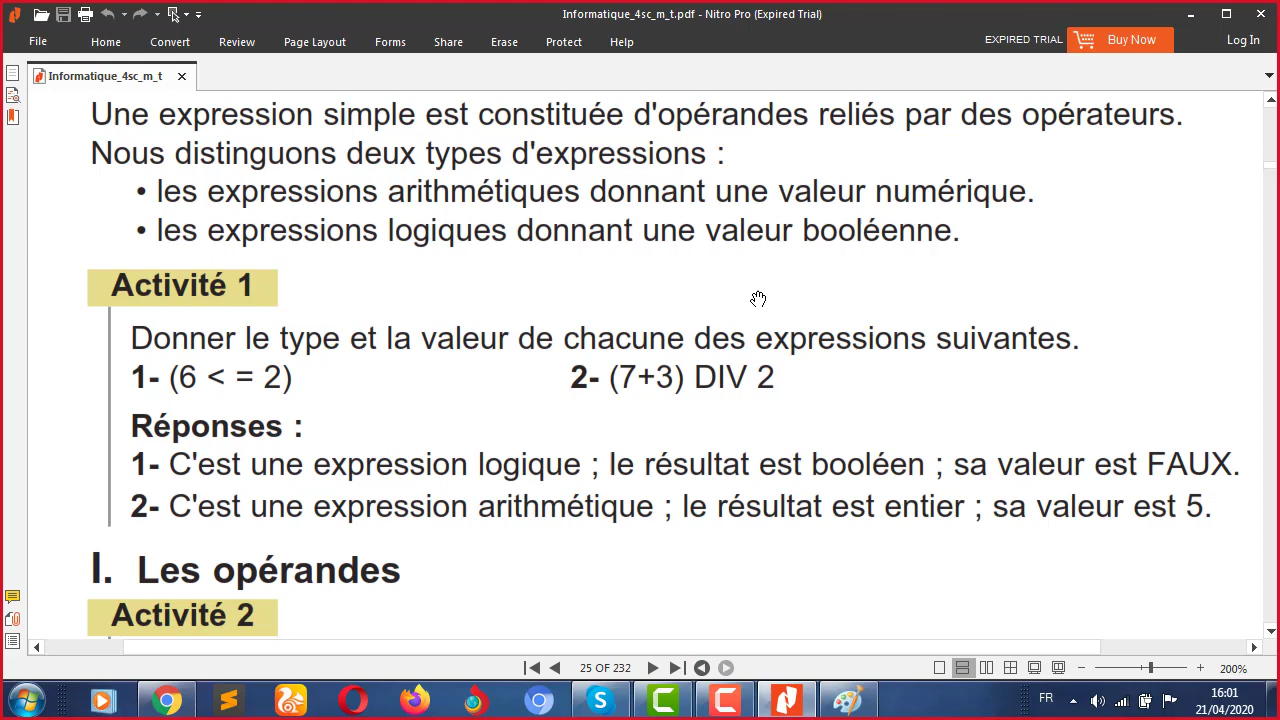 Informatique_4sc_m_t.pdf - Nitro Pro (Expired Trial)
File Home Convert Review Page Layout Forms Share Erase Protect Help EXPIRED TRIAL Buy Now Log In
Informatique_4sc_m_t
Une expression simple est constituée d'opérandes reliés par des opérateurs.
Nous distinguons deux types d'expressions :
• les expressions arithmétiques donnant une valeur numérique.
• les expressions logiques donnant une valeur booléenne.
Activité 1
Donner le type et la valeur de chacune des expressions suivantes.
1- (6 < = 2) 2- (7+3) DIV 2
Réponses :
1- C'est une expression logique ; le résultat est booléen ; sa valeur est FAUX.
2- C'est une expression arithmétique ; le résultat est entier ; sa valeur est 5.
I. Les opérandes
Activité 2
25 OF 232 200%
FR 16:01
21/04/2020